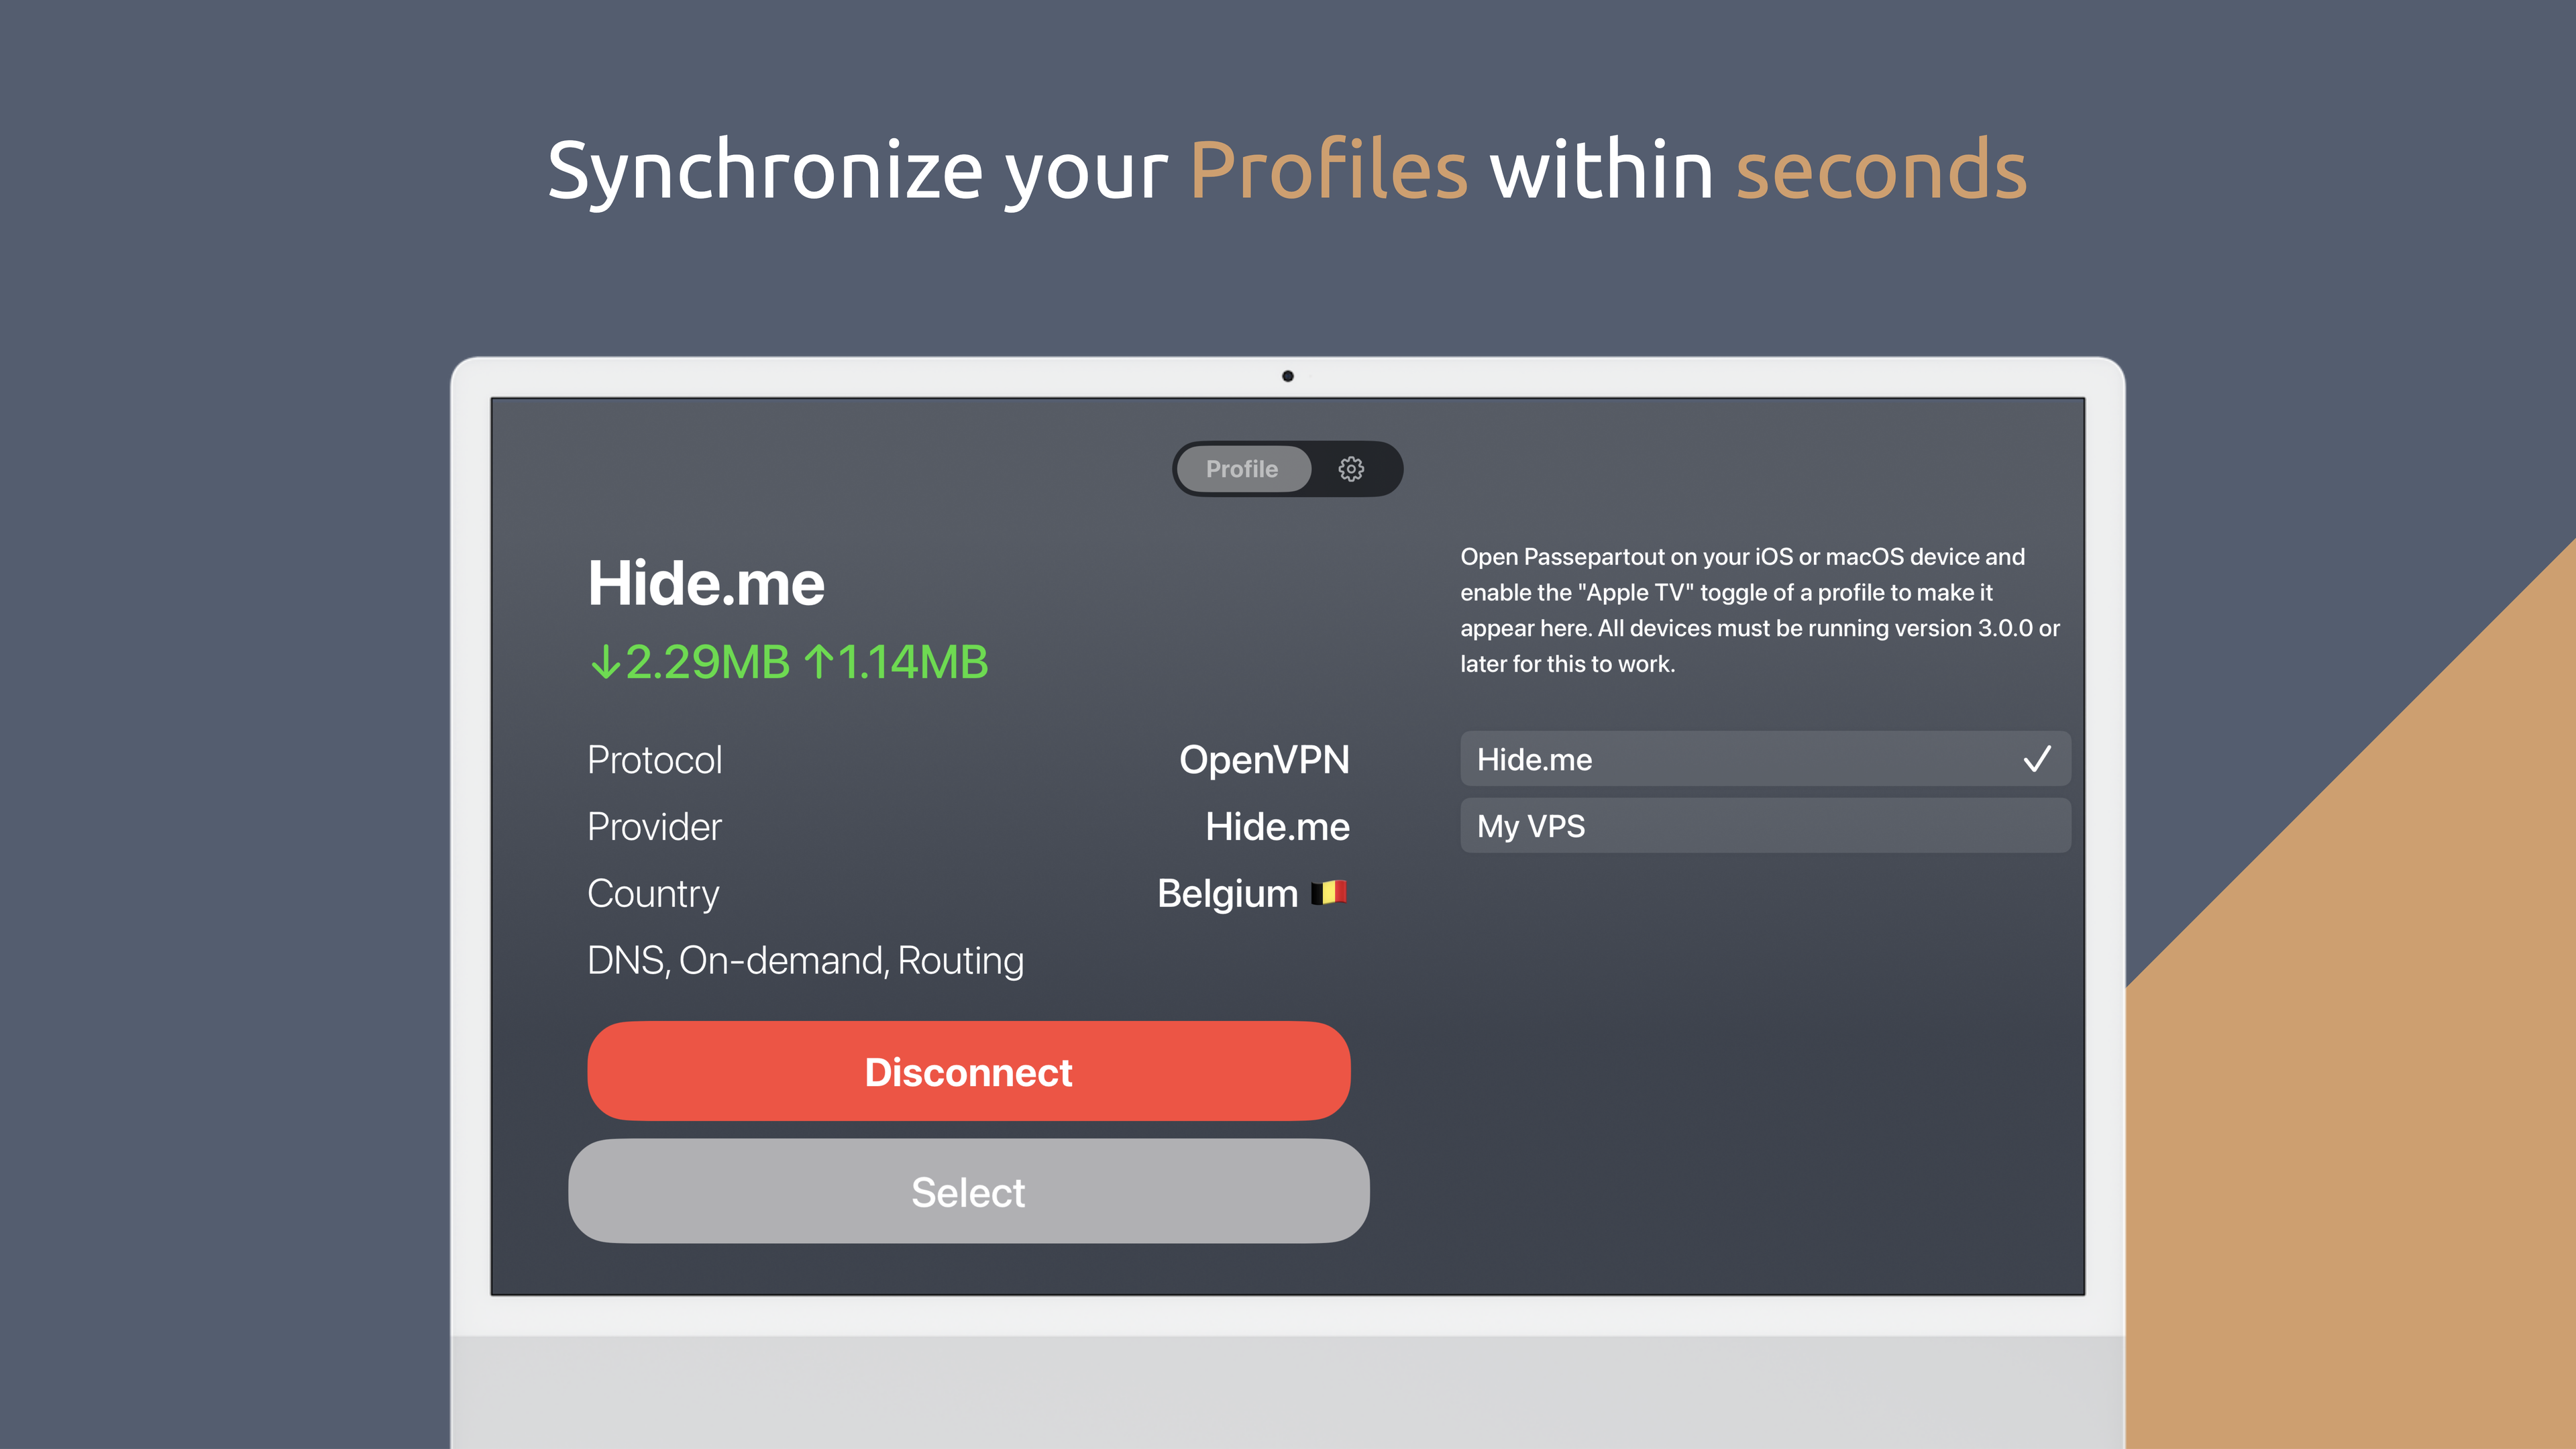 Synchronize your Profiles within seconds
Profile
Hide.me
↓2.29MB ↑1.14MB
Protocol OpenVPN
Provider Hide.me
Country Belgium 🇧🇪
DNS, On-demand, Routing
Disconnect
Select
Open Passepartout on your iOS or macOS device and
enable the "Apple TV" toggle of a profile to make it
appear here. All devices must be running version 3.0.0 or
later for this to work.
Hide.me ✓
My VPS